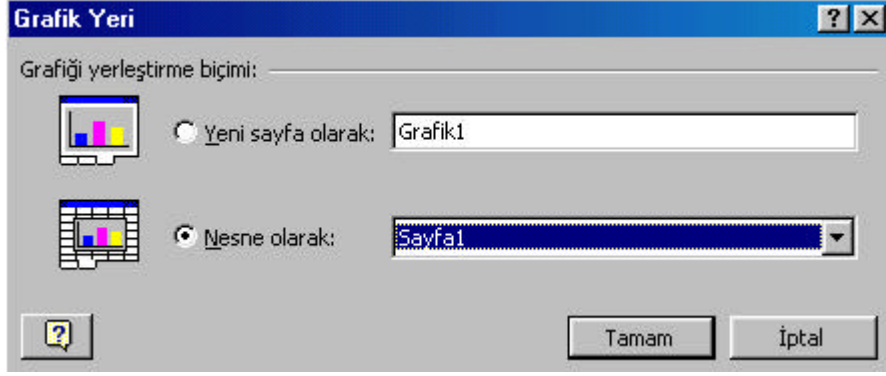 Grafik Yeri
Grafiği yerleştirme biçimi:
Yeni sayfa olarak: Grafik1
Nesne olarak: Sayfa1
Tamam İptal